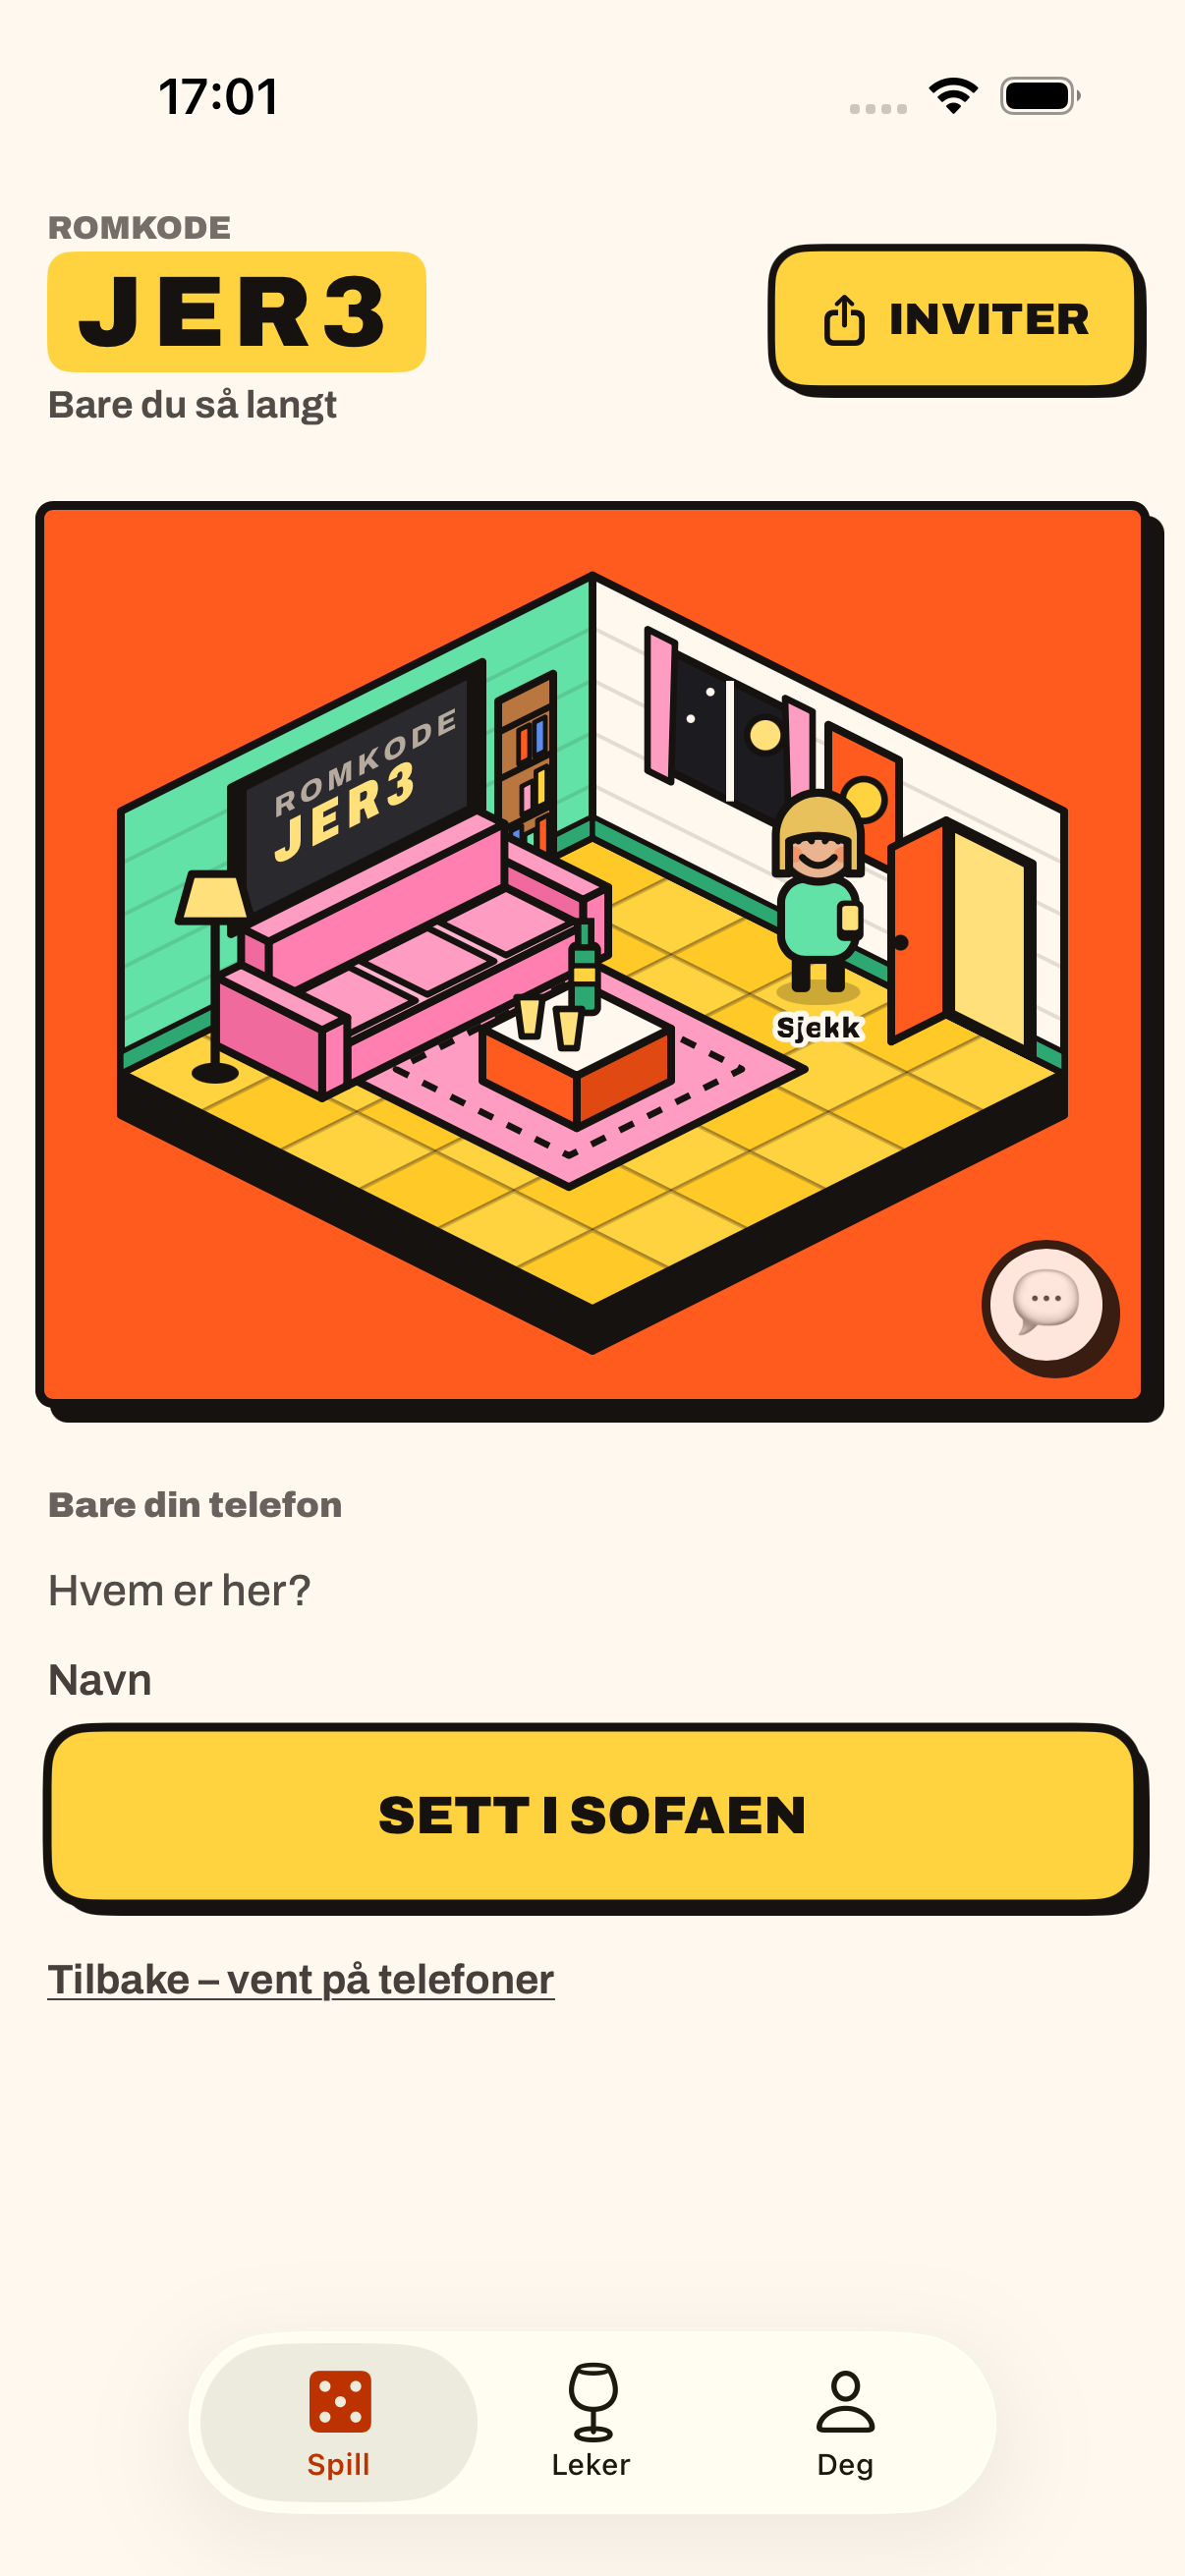 17:01
ROMKODE
JER3
INVITER
Bare du så langt
ROMKODE
JER3
Sjekk
Bare din telefon
Hvem er her?
Navn
SETT I SOFAEN
Tilbake – vent på telefoner
Spill
Leker
Deg